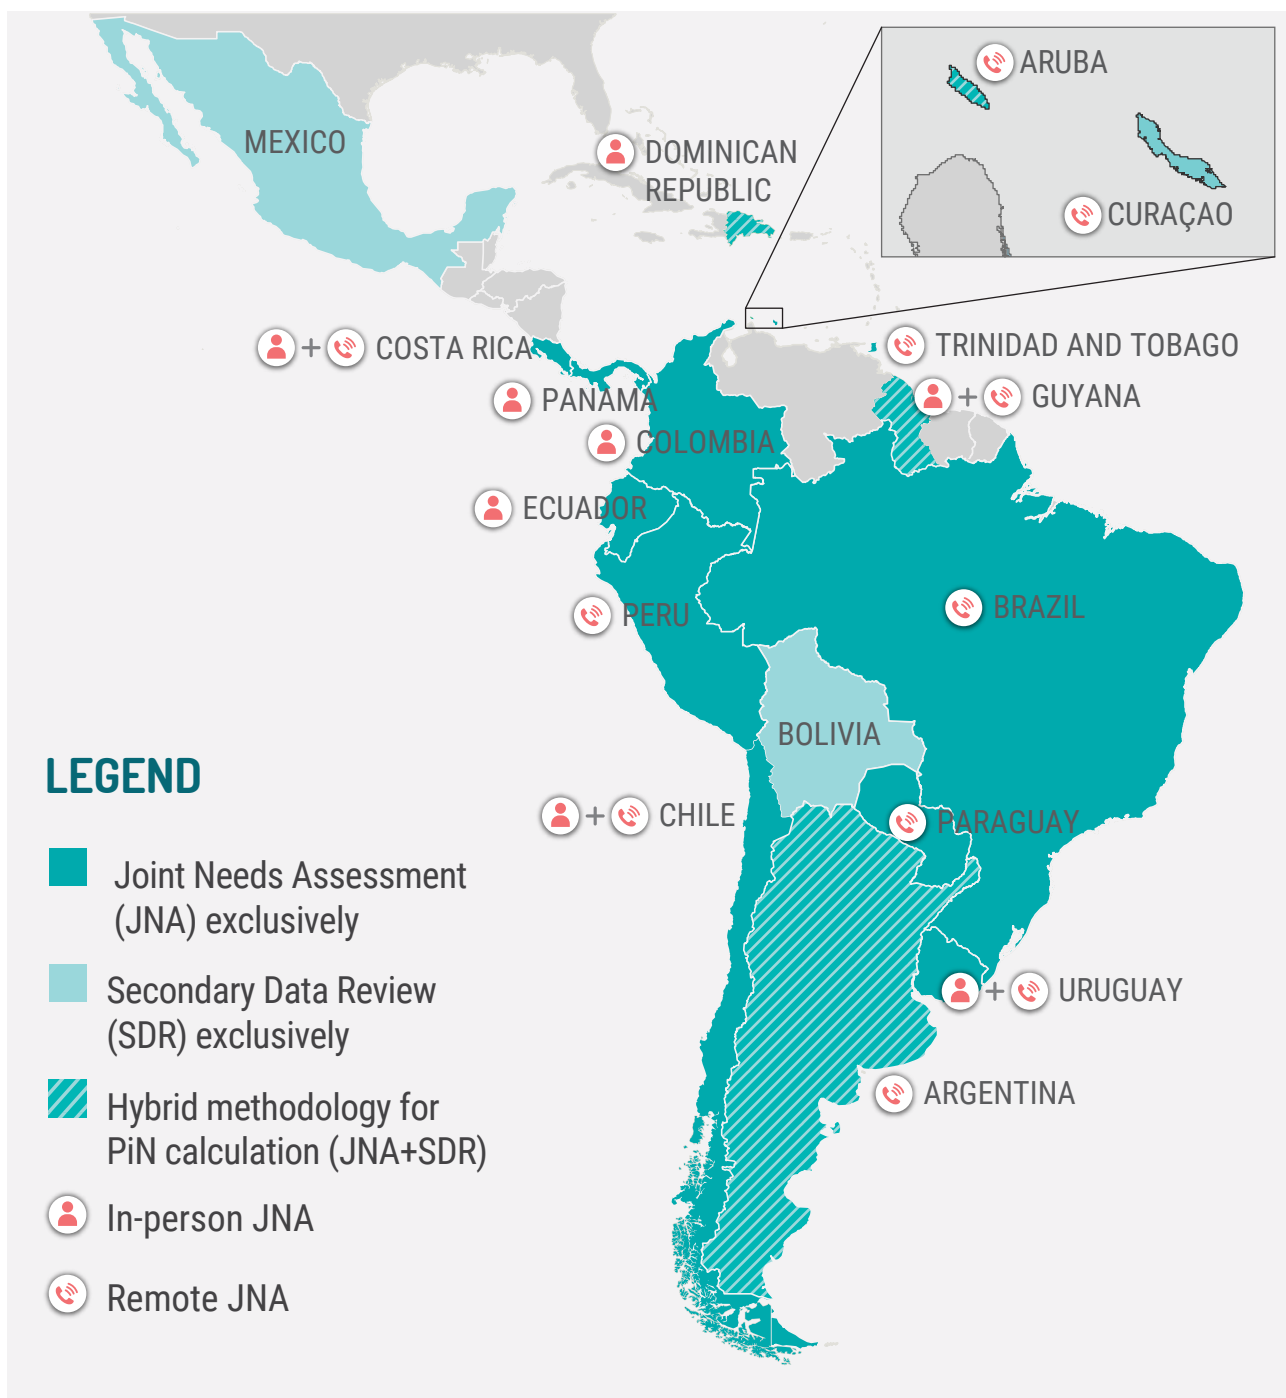 ARUBA
MEXICO
DOMINICAN
REPUBLIC
CURAÇAO
COSTA RICA
TRINIDAD AND TOBAGO
PANAMA
GUYANA
COLOMBIA
ECUADOR
PERU
BRAZIL
BOLIVIA
LEGEND
CHILE
PARAGUAY
Joint Needs Assessment
(JNA) exclusively
Secondary Data Review
(SDR) exclusively
URUGUAY
Hybrid methodology for
PiN calculation (JNA+SDR)
ARGENTINA
In-person JNA
Remote JNA